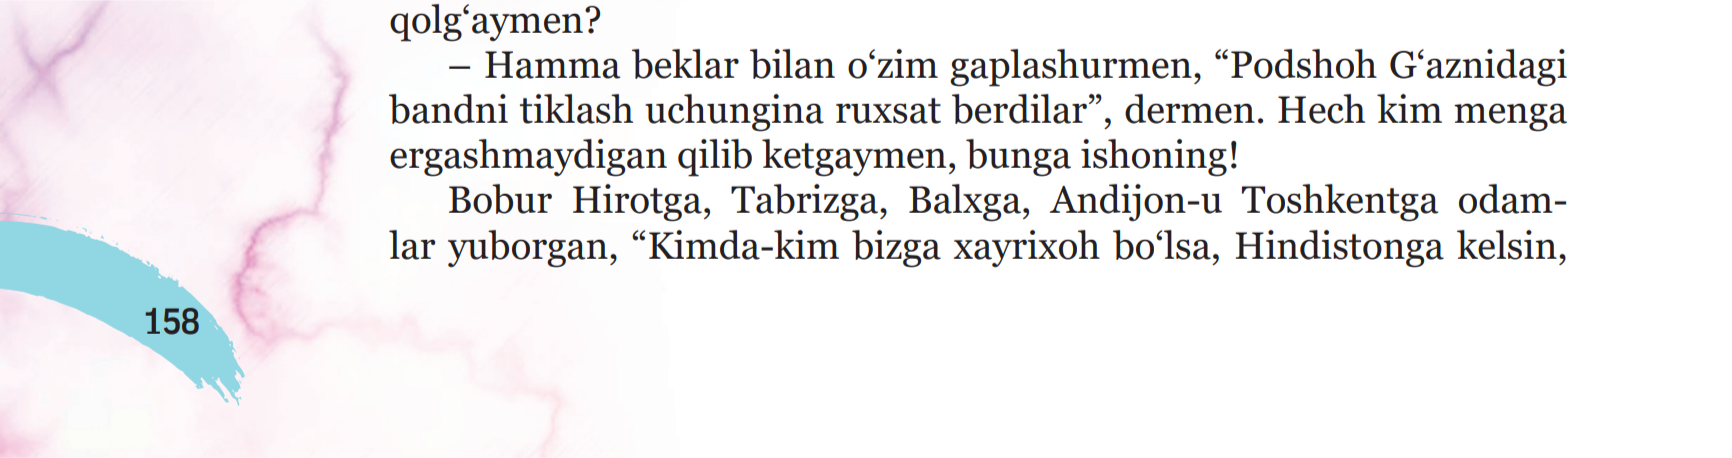 qolg‘aymen?
– Hamma beklar bilan o‘zim gaplashurmen, “Podshoh G‘aznidagi
bandni tiklash uchungina ruxsat berdilar”, dermen. Hech kim menga
ergashmaydigan qilib ketgaymen, bunga ishoning!
Bobur Hirotga, Tabrizga, Balxga, Andijon-u Toshkentga odam-
lar yuborgan, “Kimda-kim bizga xayrixoh bo‘lsa, Hindistonga kelsin,
158